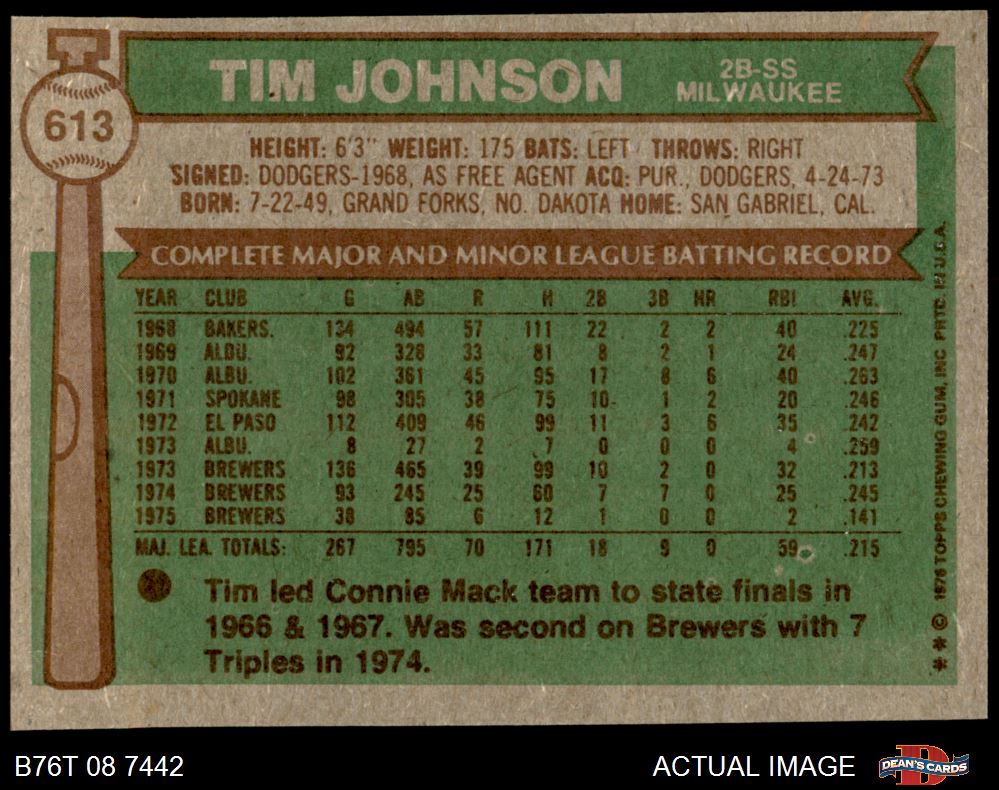 613
TIM JOHNSON
2B-SS
MILWAUKEE
HEIGHT: 6'3" WEIGHT: 175 BATS: LEFT THROWS: RIGHT
SIGNED: DODGERS-1968, AS FREE AGENT ACQ: PUR., DODGERS, 4-24-73
BORN: 7-22-49, GRAND FORKS, NO. DAKOTA HOME: SAN GABRIEL, CAL.
COMPLETE MAJOR AND MINOR LEAGUE BATTING RECORD
YEAR CLUB G AB R H 2B 3B HR RBI AVG.
1968 BAKERS. 134 494 57 111 22 2 2 40 .225
1969 ALBU. 92 328 33 81 8 2 1 24 .247
1970 ALBU. 102 361 45 95 17 8 6 40 .263
1971 SPOKANE 98 305 38 75 10 1 2 20 .246
1972 EL PASO 112 409 46 99 11 3 6 35 .242
1973 ALBU. 8 27 2 7 0 0 0 4 .259
1973 BREWERS 136 465 39 99 10 2 0 32 .213
1974 BREWERS 93 245 25 60 7 7 0 25 .245
1975 BREWERS 38 85 6 12 1 0 0 2 .141
MAJ. LEA. TOTALS: 267 795 70 171 18 9 0 59 .215
Tim led Connie Mack team to state finals in
1966 & 1967. Was second on Brewers with 7
Triples in 1974.
* * © 1976 TOPPS CHEWING GUM, INC PRTD. IN U.S.A.
B76T 08 7442
ACTUAL IMAGE
D
DEAN'S CARDS